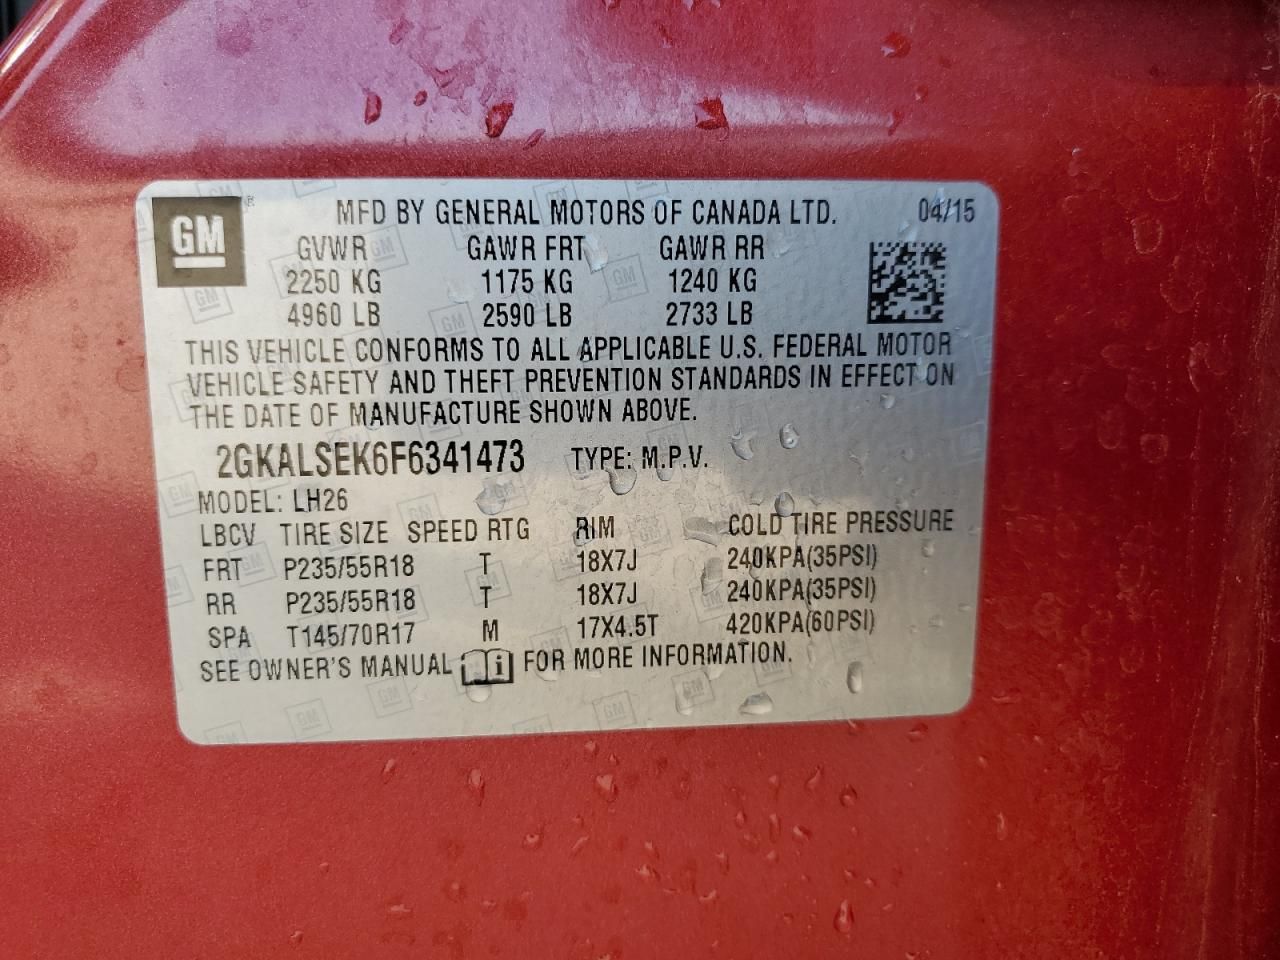 GM ® MFD BY GENERAL MOTORS OF CANADA LTD. 04/15
GVWR GAWR FRT GAWR RR
2250 KG 1175 KG 1240 KG
4960 LB 2590 LB 2733 LB
THIS VEHICLE CONFORMS TO ALL APPLICABLE U.S. FEDERAL MOTOR
VEHICLE SAFETY AND THEFT PREVENTION STANDARDS IN EFFECT ON
THE DATE OF MANUFACTURE SHOWN ABOVE.
2GKALSEK6F6341473 TYPE: M.P.V.
MODEL: LH26
LBCV TIRE SIZE SPEED RTG RIM COLD TIRE PRESSURE
FRT P235/55R18 T 18X7J 240KPA(35PSI)
RR P235/55R18 T 18X7J 240KPA(35PSI)
SPA T145/70R17 M 17X4.5T 420KPA(60PSI)
SEE OWNER'S MANUAL i FOR MORE INFORMATION.